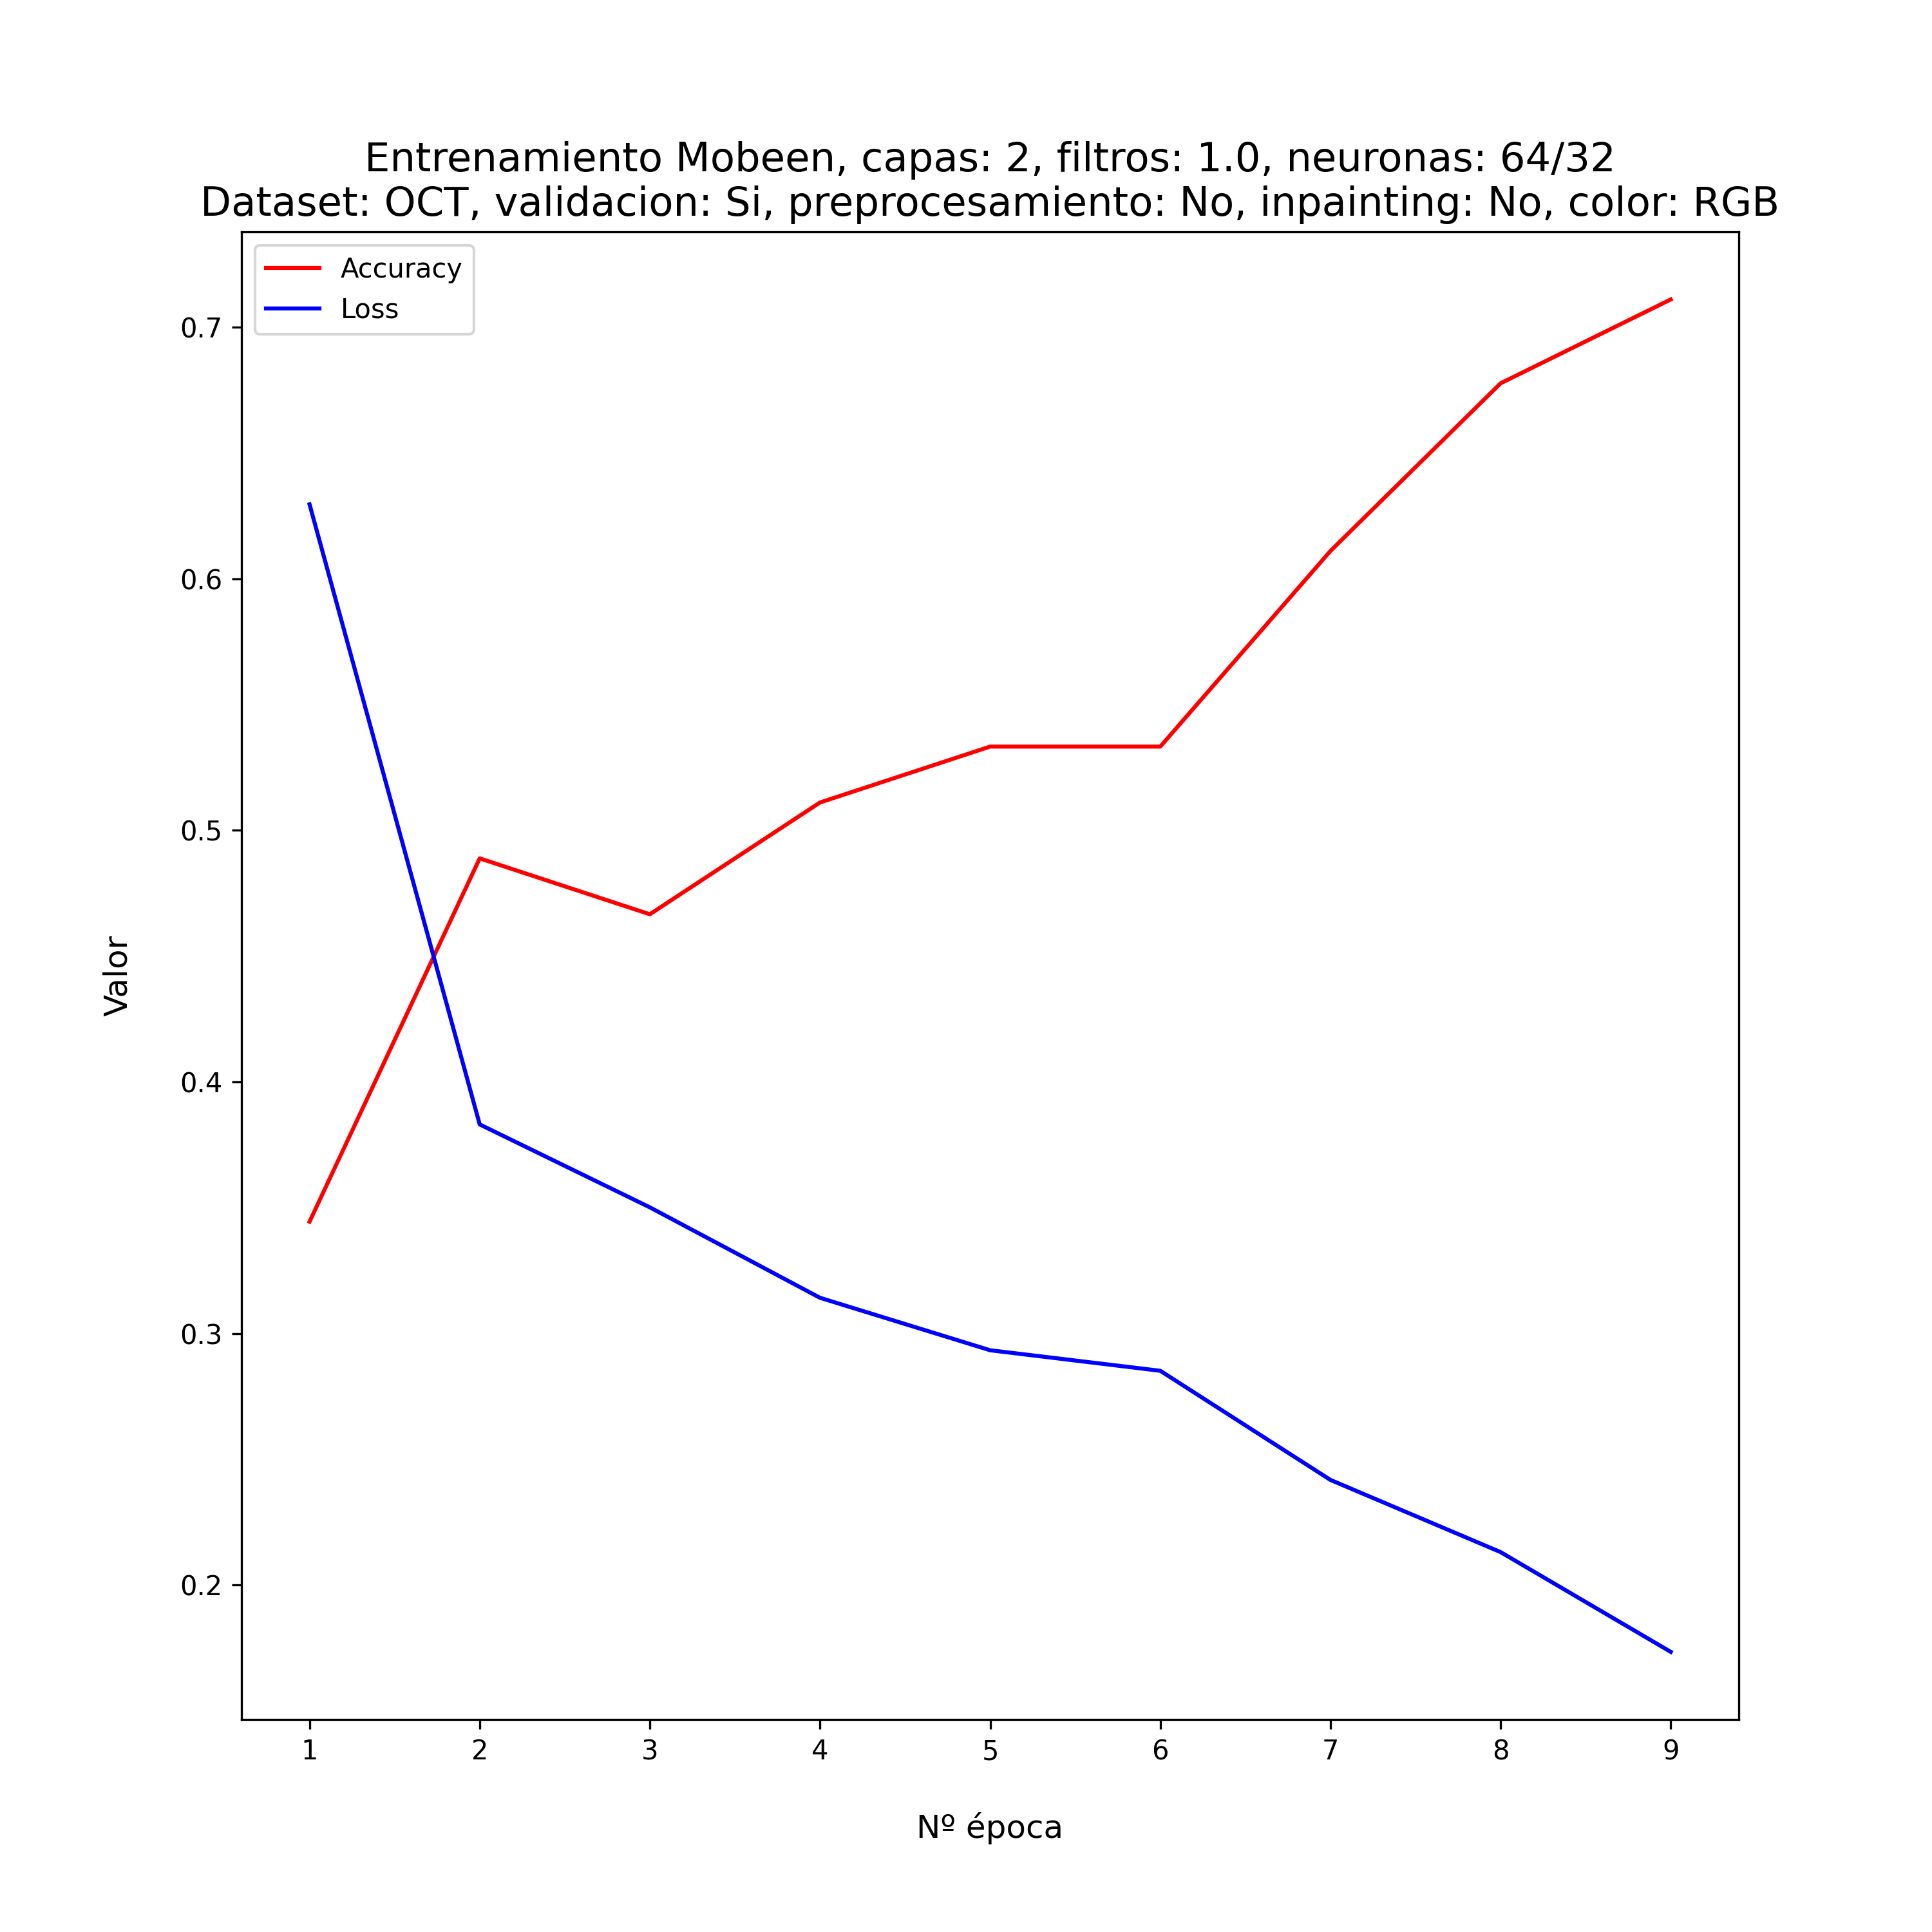 Entrenamiento Mobeen, capas: 2, filtros: 1.0, neuronas: 64/32
Dataset: OCT, validacion: Si, preprocesamiento: No, inpainting: No, color: RGB
Accuracy
Loss
0.7
0.6
0.5
0.4
0.3
0.2
Valor
1 2 3 4 5 6 7 8 9
Nº época